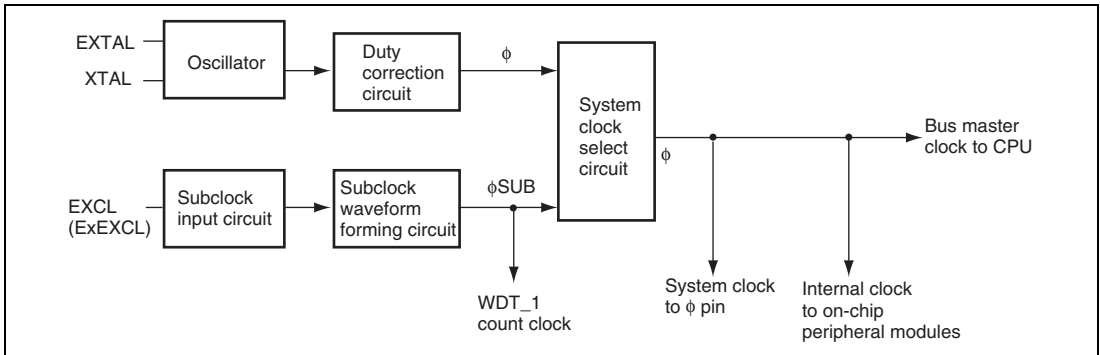 EXTAL
XTAL
Oscillator
Duty
correction
circuit
ϕ
System
clock
select
circuit
ϕ
Bus master
clock to CPU
EXCL
(ExEXCL)
Subclock
input circuit
Subclock
waveform
forming circuit
ϕSUB
WDT_1
count clock
System clock
to ϕ pin
Internal clock
to on-chip
peripheral modules